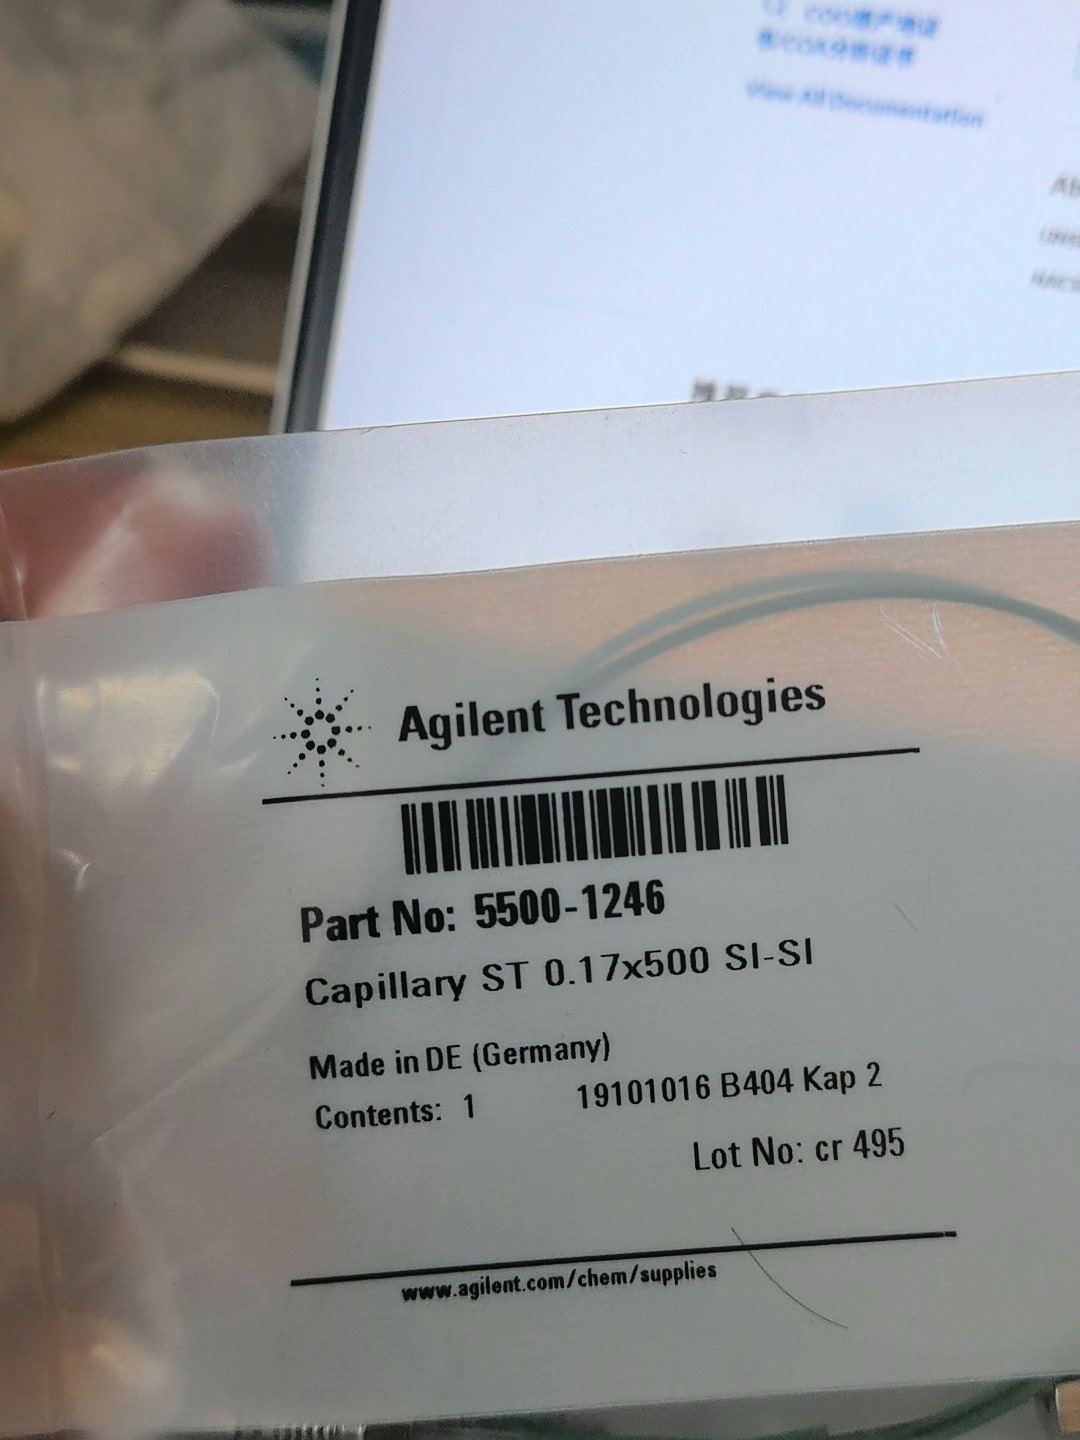 View All Documentation
Agilent Technologies
Part No: 5500-1246
Capillary ST 0.17x500 SI-SI
Made in DE (Germany)
Contents: 1
19101016 B404 Kap 2
Lot No: cr 495
www.agilent.com/chem/supplies